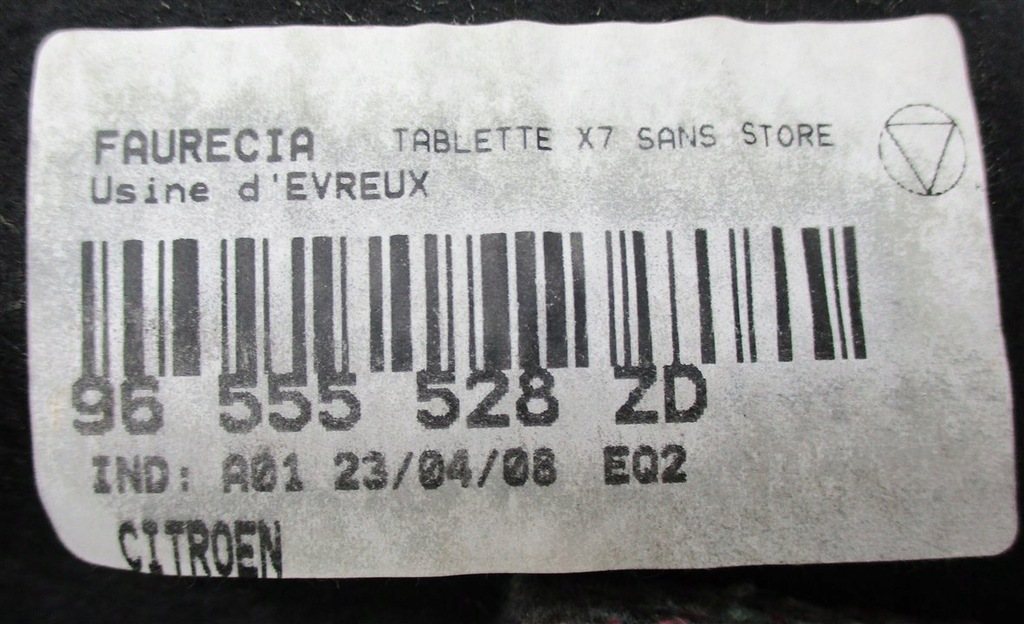 FAURECIA TABLETTE X7 SANS STORE
Usine d'EVREUX
96 555 528 ZD
IND: A01 23/04/08 EQ2
CITROEN